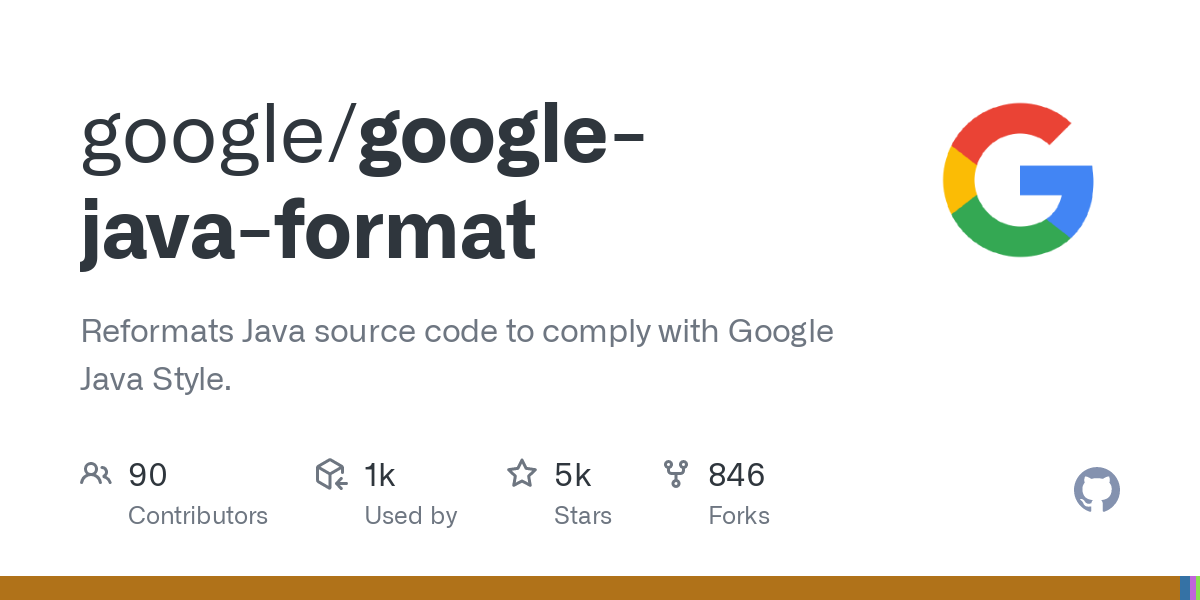 google/google-
java-format
Reformats Java source code to comply with Google
Java Style.
90 1k 5k 846
Contributors Used by Stars Forks